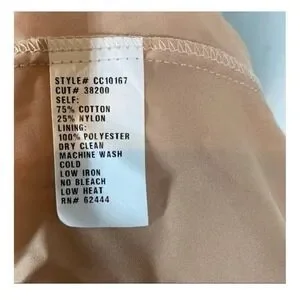 STYLE# CC10167
CUT# 38200
SELF:
75% COTTON
25% NYLON
LINING:
100% POLYESTER
DRY CLEAN
MACHINE WASH
COLD
LOW IRON
NO BLEACH
LOW HEAT
RN# 62444